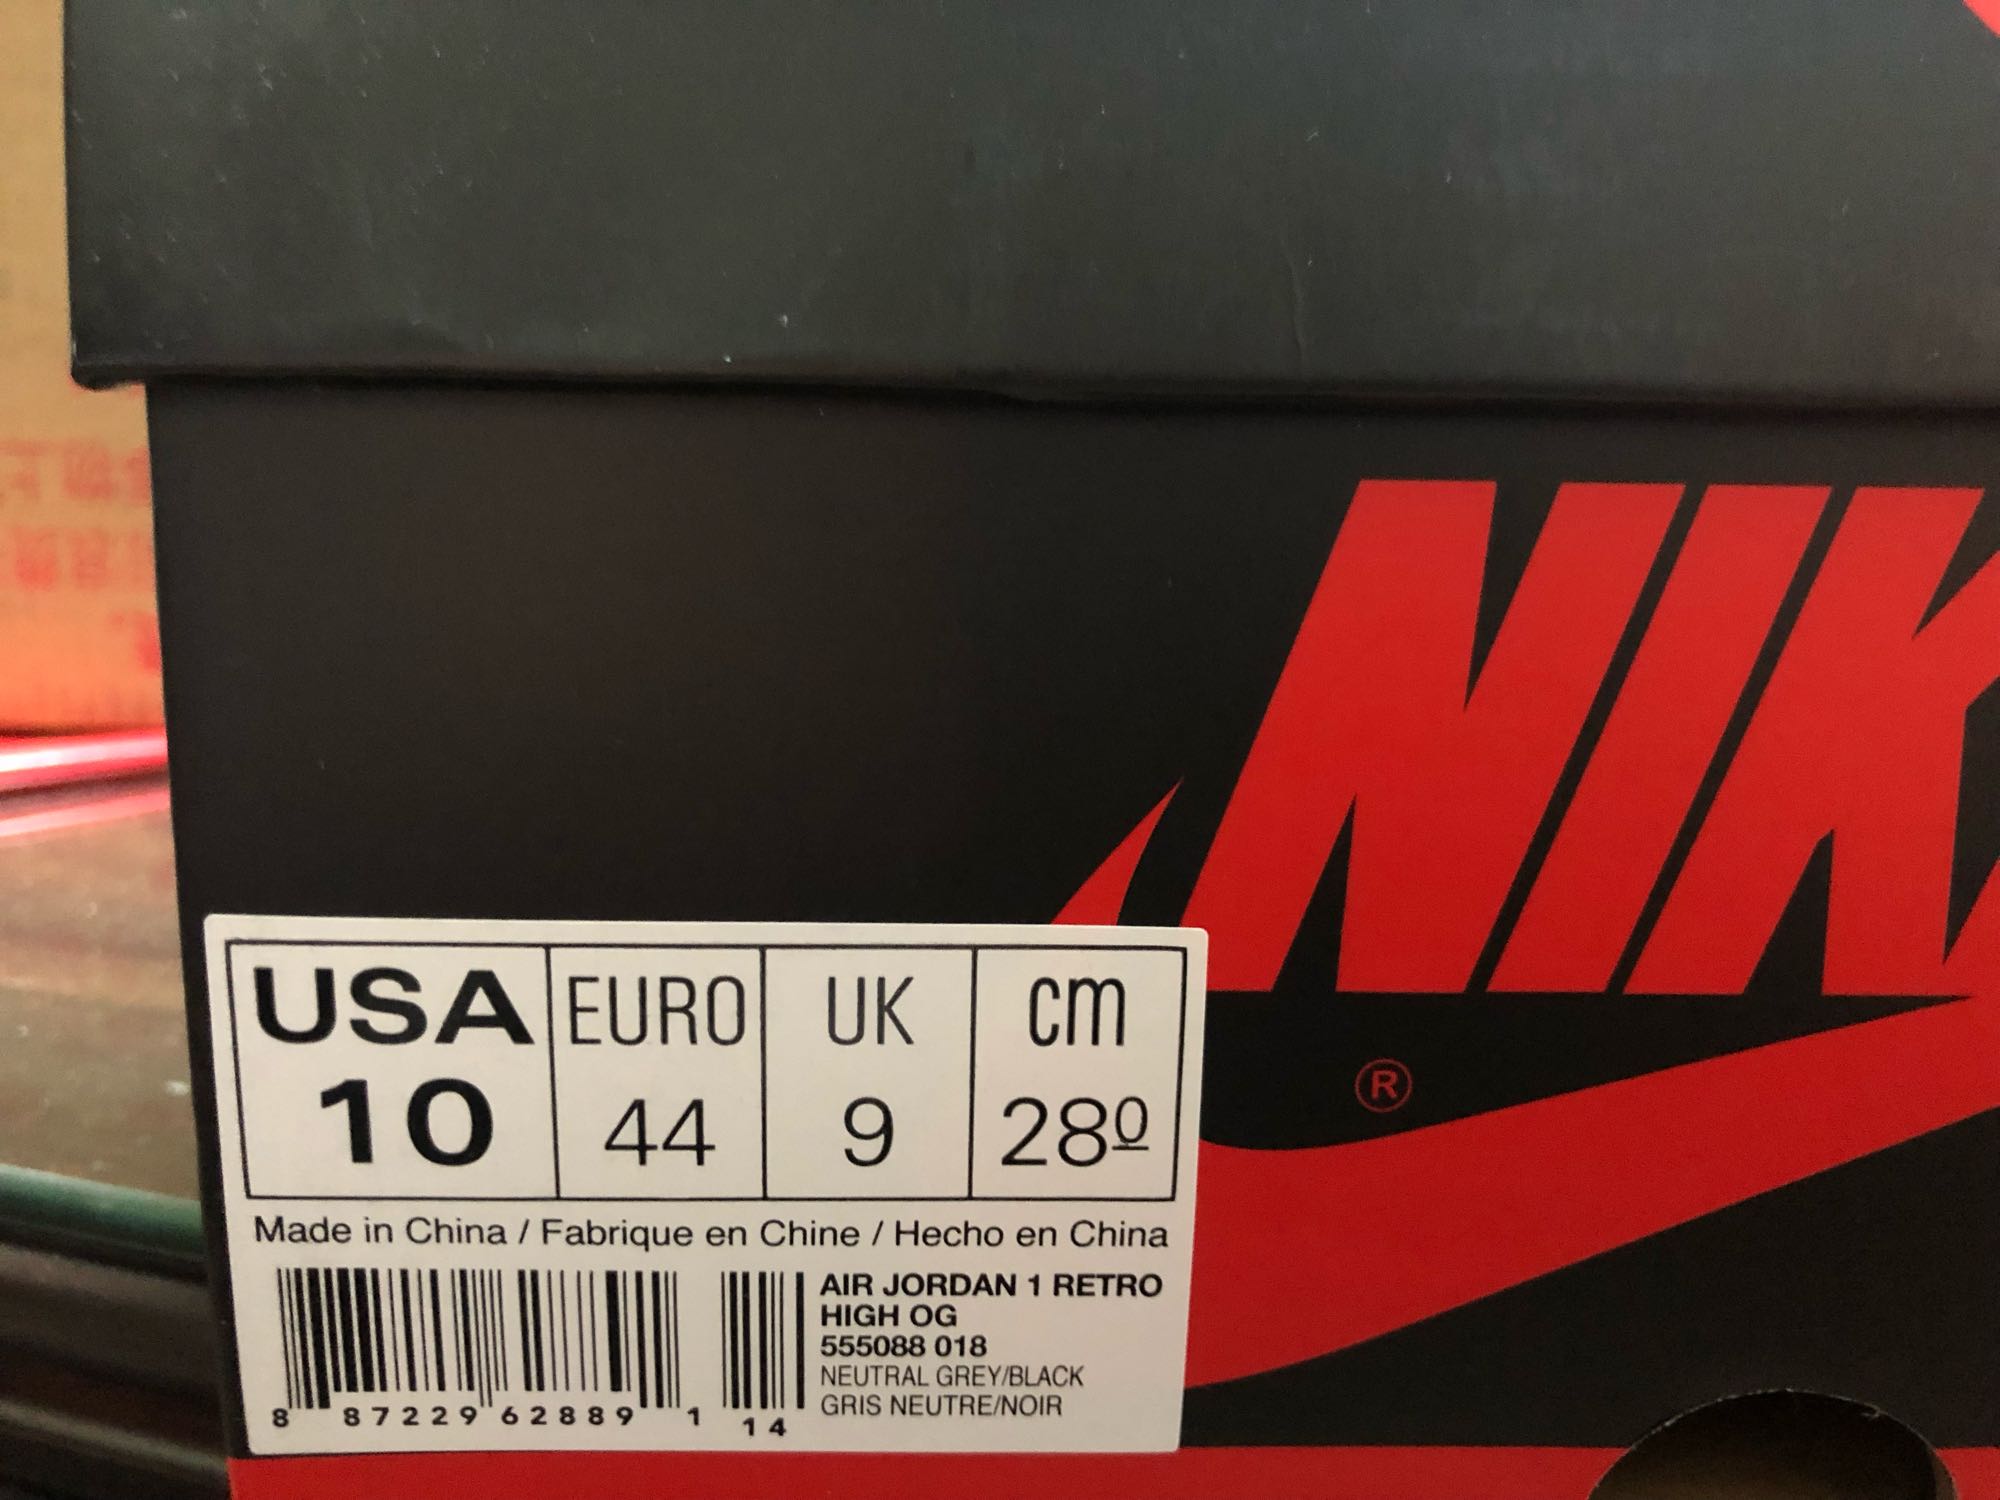 NIK
®
USA EURO UK cm
10 44 9 28 0
Made in China / Fabrique en Chine / Hecho en China
AIR JORDAN 1 RETRO
HIGH OG
555088 018
NEUTRAL GREY/BLACK
GRIS NEUTRE/NOIR
8 87229 62889 1 14